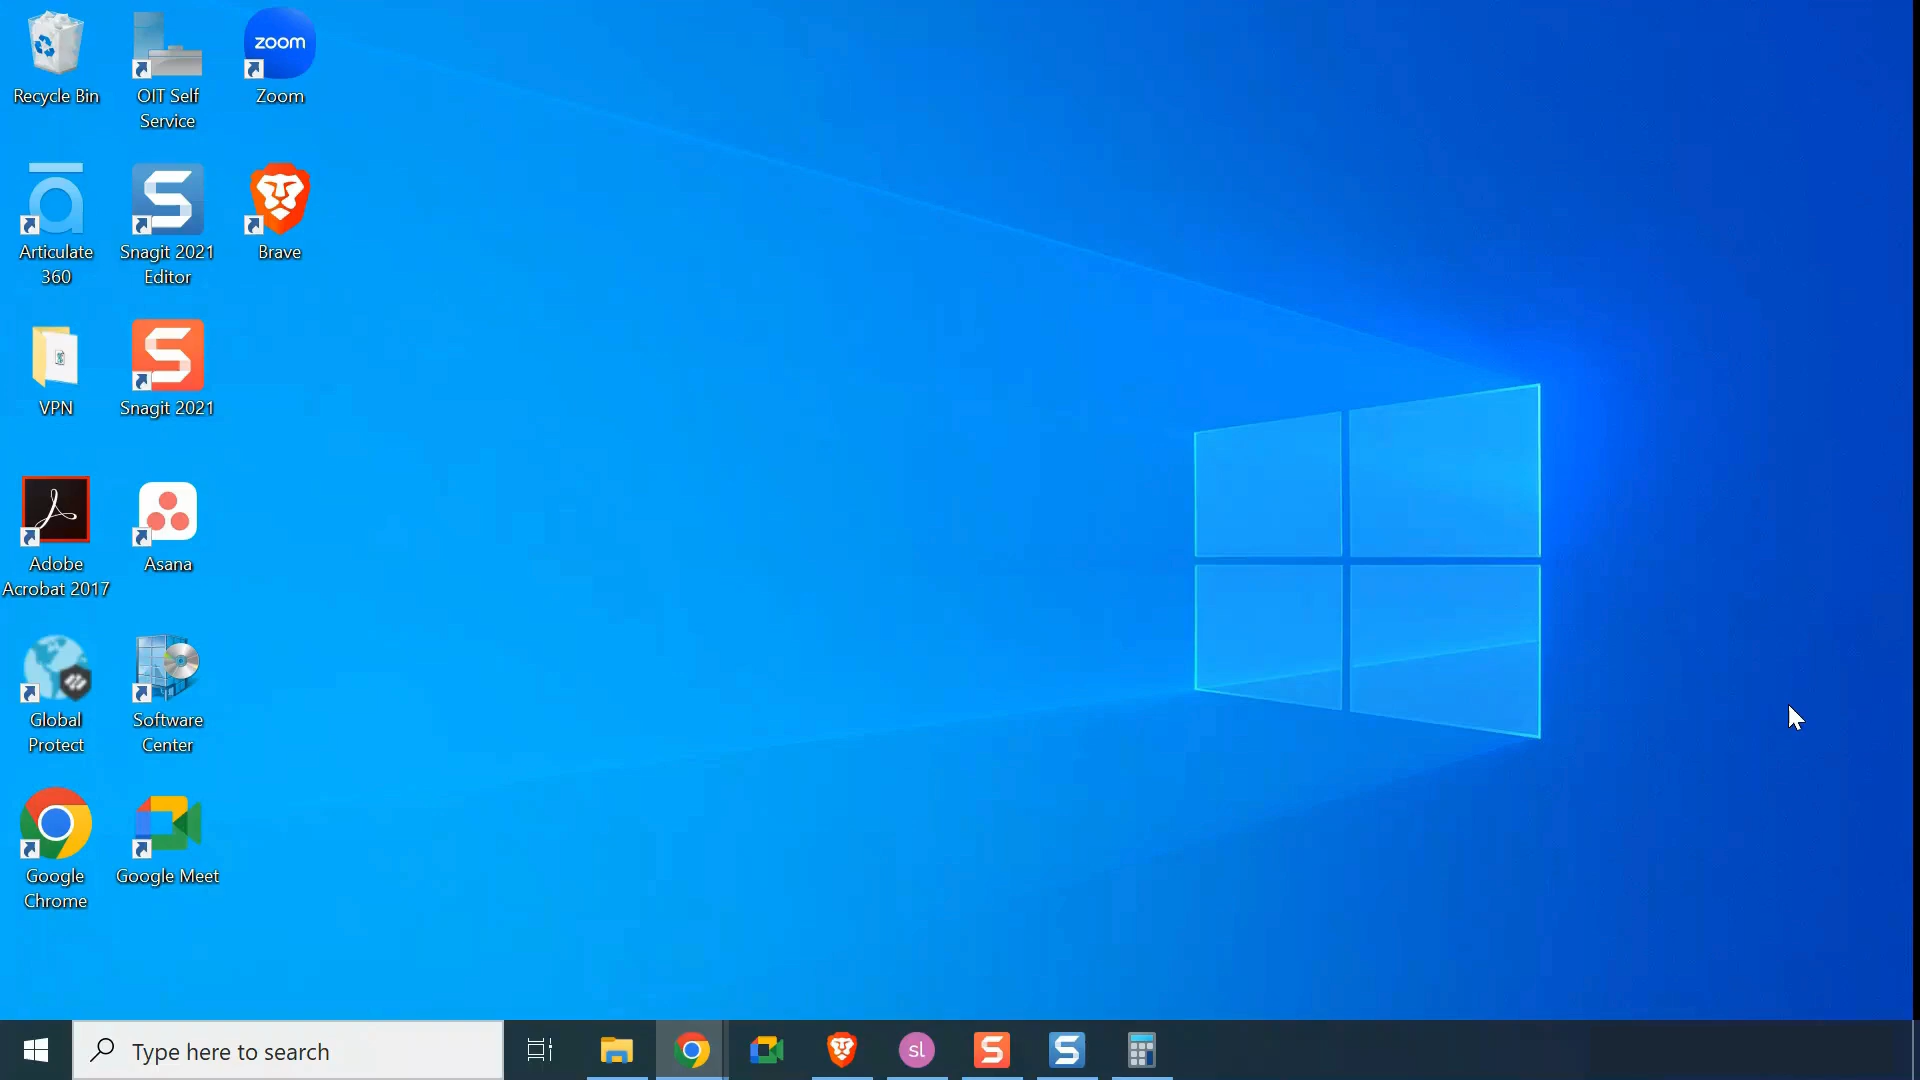 Recycle Bin
OIT Self
Service
zoom
Zoom
Articulate
360
Snagit 2021
Editor
Brave
VPN
Snagit 2021
Adobe
Acrobat 2017
Asana
Global
Protect
Software
Center
Google
Chrome
Google Meet
Type here to search
sl